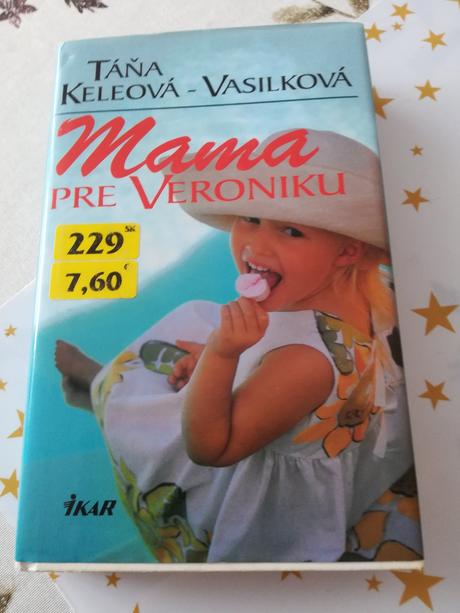 TÁŇA
KELEOVÁ - VASILKOVÁ
Mama
PRE VERONIKU
229 SK
7,60 €
IKAR